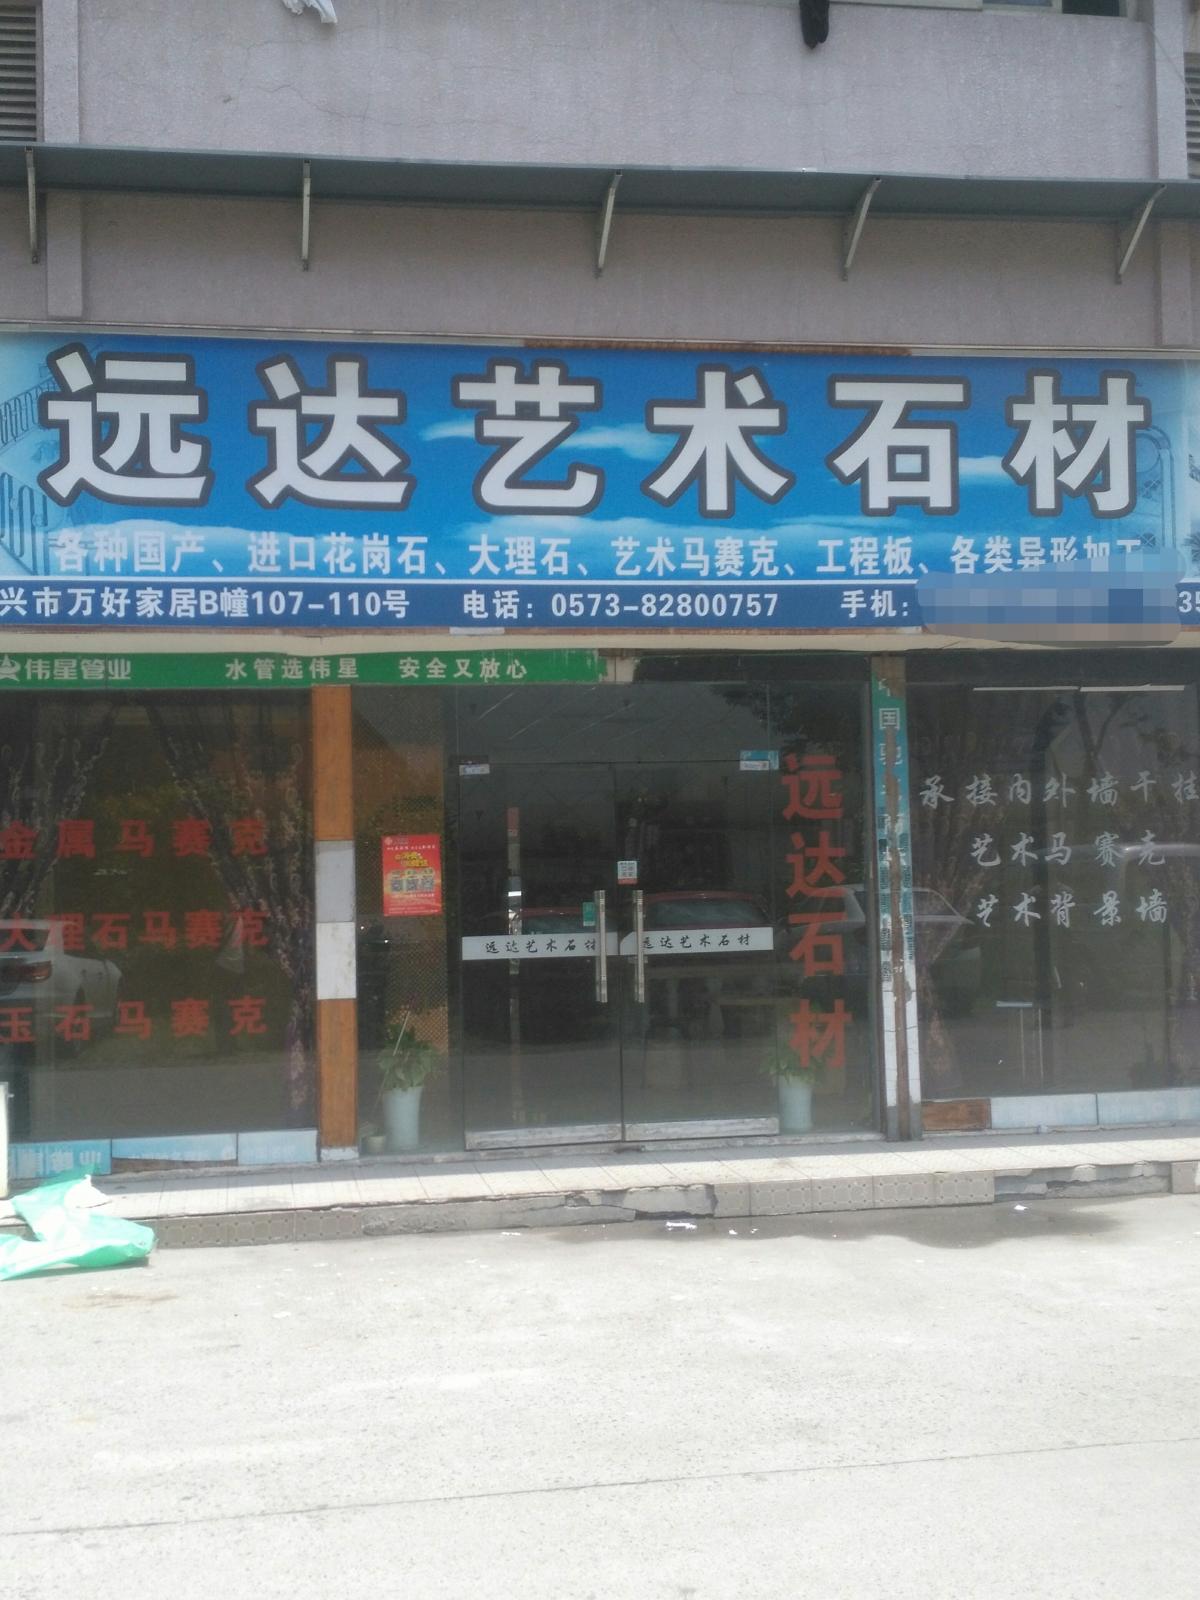 远达艺术石材
各种国产、进口花岗石、大理石、艺术马赛克、工程板、各类异形加工
兴市万好家居B幢107-110号 电话：0573-82800757 手机：
伟星管业 水管选伟星 安全又放心
中国驰
金属马赛克
大理石马赛克
玉石马赛克
远达艺术石材
远达艺术石材
远达石材
承接内外墙干挂
艺术马赛克
艺术背景墙